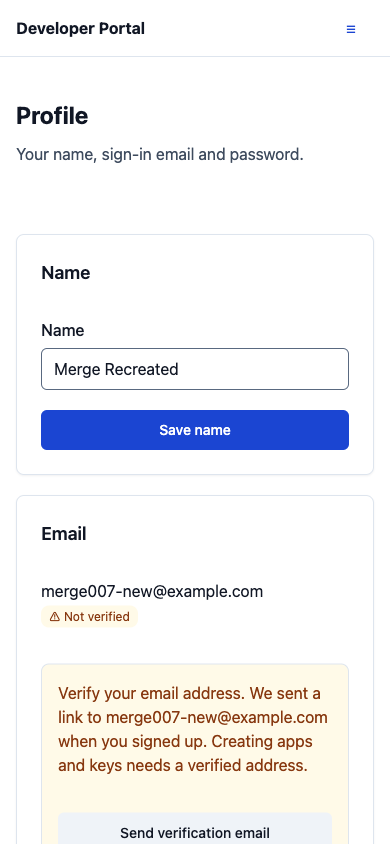 Developer Portal
Profile
Your name, sign-in email and password.
Name
Name
Merge Recreated
Save name
Email
merge007-new@example.com
Not verified
Verify your email address. We sent a
link to merge007-new@example.com
when you signed up. Creating apps
and keys needs a verified address.
Send verification email